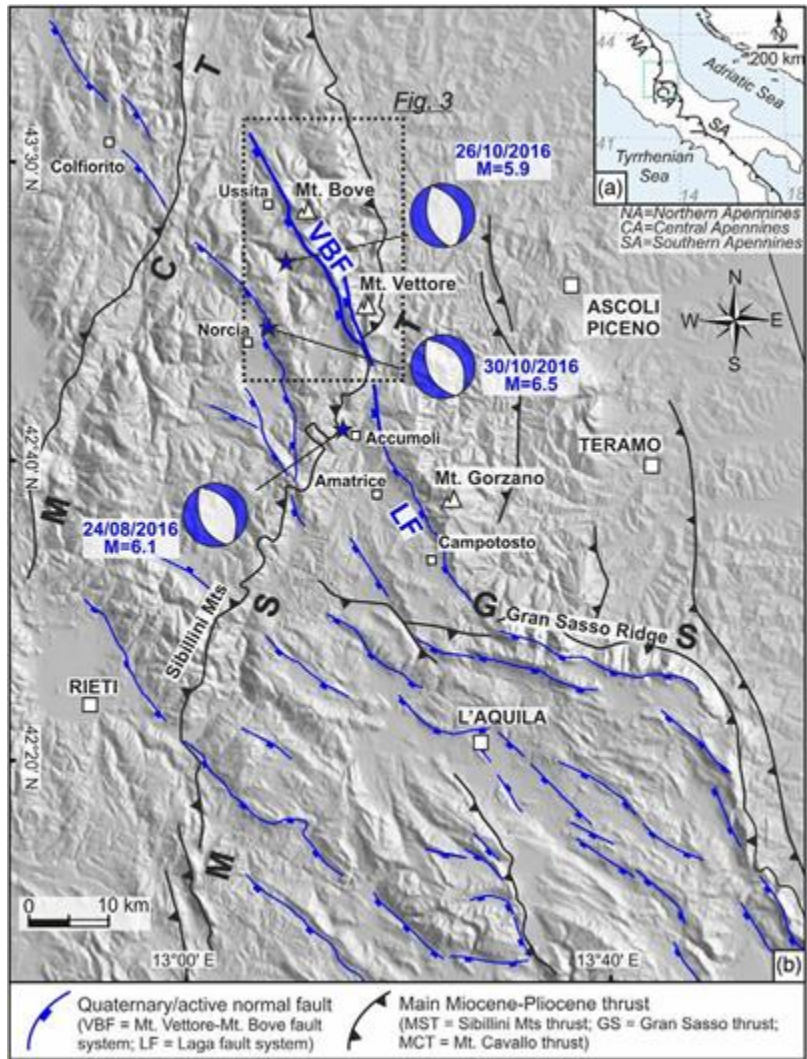 44
NA
N
200 km
Adriatic Sea
CA
SA
41
Tyrrhenian
Sea
14
18
(a)
NA=Northern Apennines
CA=Central Apennines
SA=Southern Apennines
T
Fig. 3
43°30' N
Colfiorito
26/10/2016
M=5.9
Ussita
Mt. Bove
VBF
C
Mt. Vettore
ASCOLI
PICENO
N
W
E
S
T
Norcia
30/10/2016
M=6.5
42°40' N
Accumoli
TERAMO
Amatrice
Mt. Gorzano
M
LF
24/08/2016
M=6.1
Campotosto
S
G
Gran Sasso Ridge
S
Sibillini Mts
RIETI
L'AQUILA
42°20' N
M
0
10 km
13°00' E
13°40' E
(b)
Quaternary/active normal fault
(VBF = Mt. Vettore-Mt. Bove fault
system; LF = Laga fault system)
Main Miocene-Pliocene thrust
(MST = Sibillini Mts thrust; GS = Gran Sasso thrust;
MCT = Mt. Cavallo thrust)